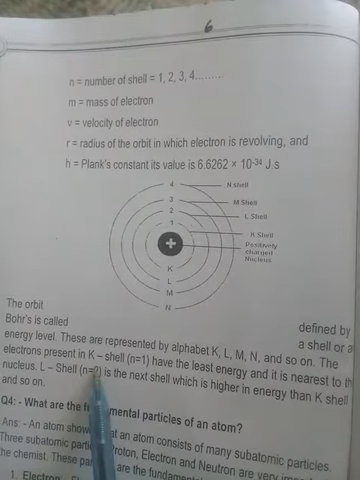 6
n = number of shell = 1, 2, 3, 4.........
m = mass of electron
v = velocity of electron
r = radius of the orbit in which electron is revolving, and
h = Plank's constant its value is 6.6262 × 10-34 J.s
4
N shell
3
M Shell
2
L Shell
1
K Shell
+
Positively
charged
Nucleus
K
L
M
N
The orbit defined by
Bohr's is called a shell or a
energy level. These are represented by alphabet K, L, M, N, and so on. The
electrons present in K – shell (n=1) have the least energy and it is nearest to th
nucleus. L – Shell (n=2) is the next shell which is higher in energy than K shell
and so on.
Q4: - What are the mental particles of an atom?
Ans: - An atom at an atom consists of many subatomic particles.
Three subatomic Proton, Electron and Neutron are very
the chemist. These are the
1. Electron: